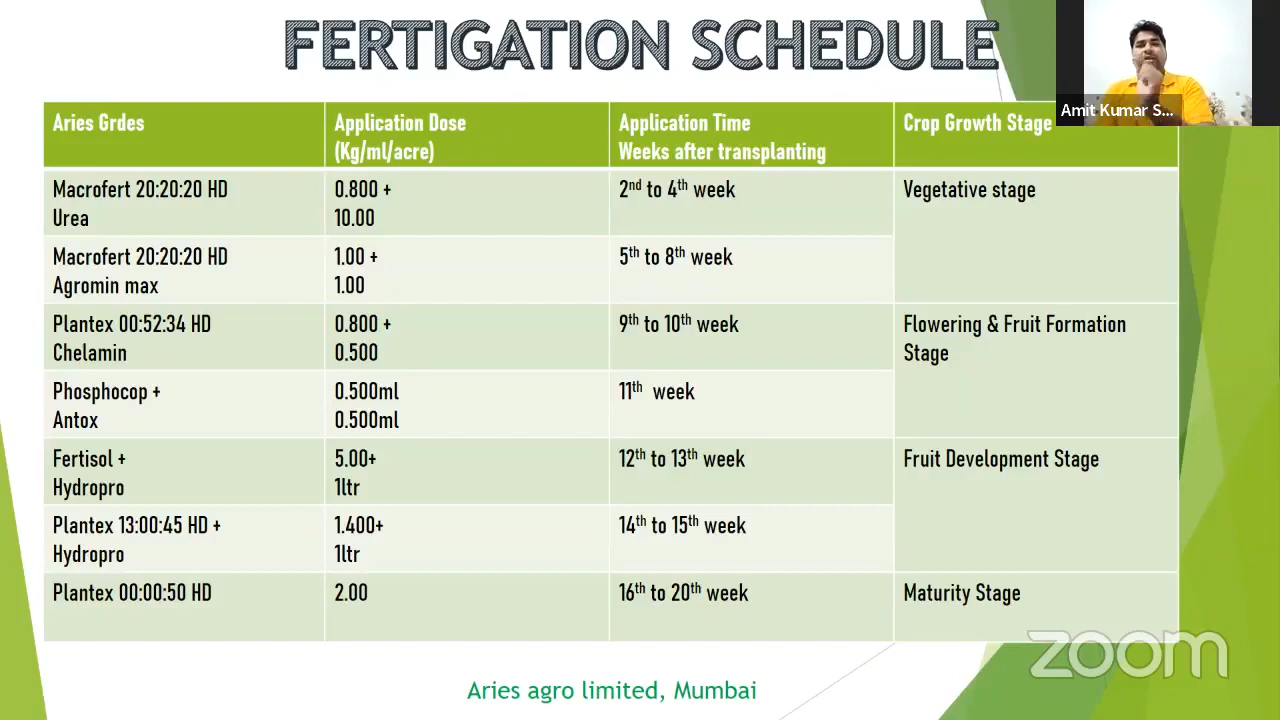 FERTIGATION SCHEDULE
Amit Kumar S...
Aries Grdes
Application Dose
(Kg/ml/acre)
Application Time
Weeks after transplanting
Crop Growth Stage
Macrofert 20:20:20 HD
Urea
0.800 +
10.00
2nd to 4th week
Vegetative stage
Macrofert 20:20:20 HD
Agromin max
1.00 +
1.00
5th to 8th week
Plantex 00:52:34 HD
Chelamin
0.800 +
0.500
9th to 10th week
Flowering & Fruit Formation
Stage
Phosphocop +
Antox
0.500ml
0.500ml
11th week
Fertisol +
Hydropro
5.00+
1ltr
12th to 13th week
Fruit Development Stage
Plantex 13:00:45 HD +
Hydropro
1.400+
1ltr
14th to 15th week
Plantex 00:00:50 HD
2.00
16th to 20th week
Maturity Stage
zoom
Aries agro limited, Mumbai